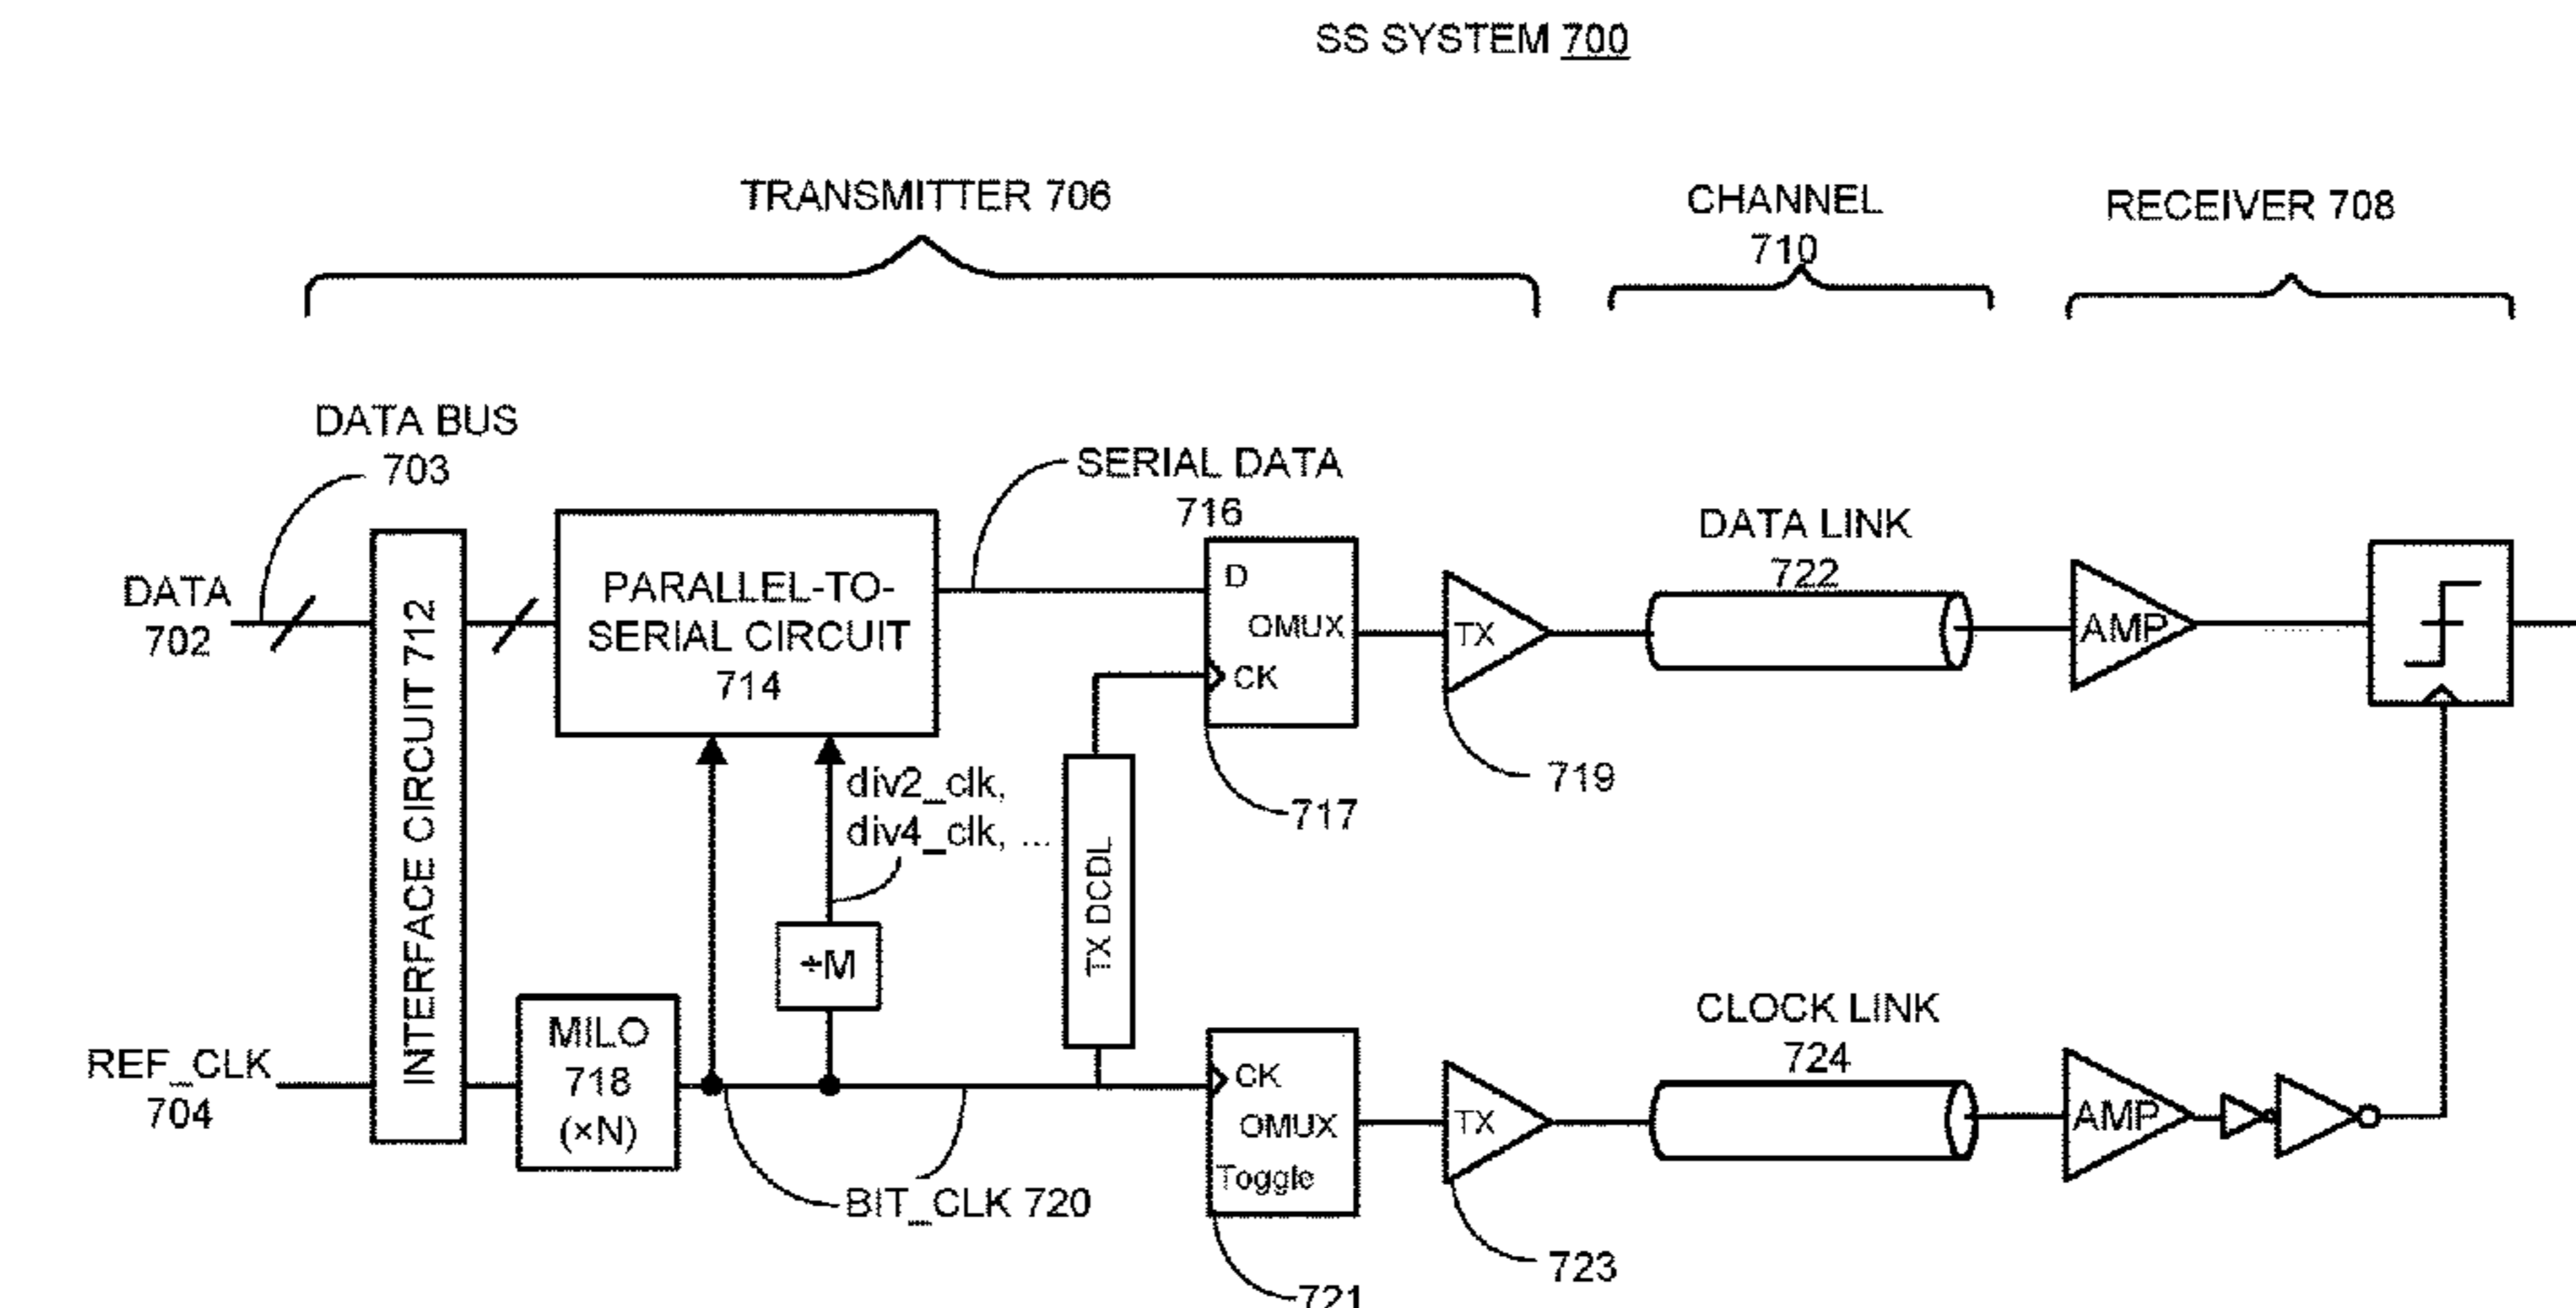 SS SYSTEM 700
TRANSMITTER 706
CHANNEL
710
RECEIVER 708
DATA BUS
703
SERIAL DATA
716
DATA LINK
722
DATA
702
INTERFACE CIRCUIT 712
PARALLEL-TO-
SERIAL CIRCUIT
714
D
OMUX
CK
TX
AMP
719
717
div2_clk,
div4_clk, ...
TX DCDL
÷M
REF_CLK
704
MILO
718
(×N)
BIT_CLK 720
CK
OMUX
Toggle
TX
CLOCK LINK
724
AMP
723
721